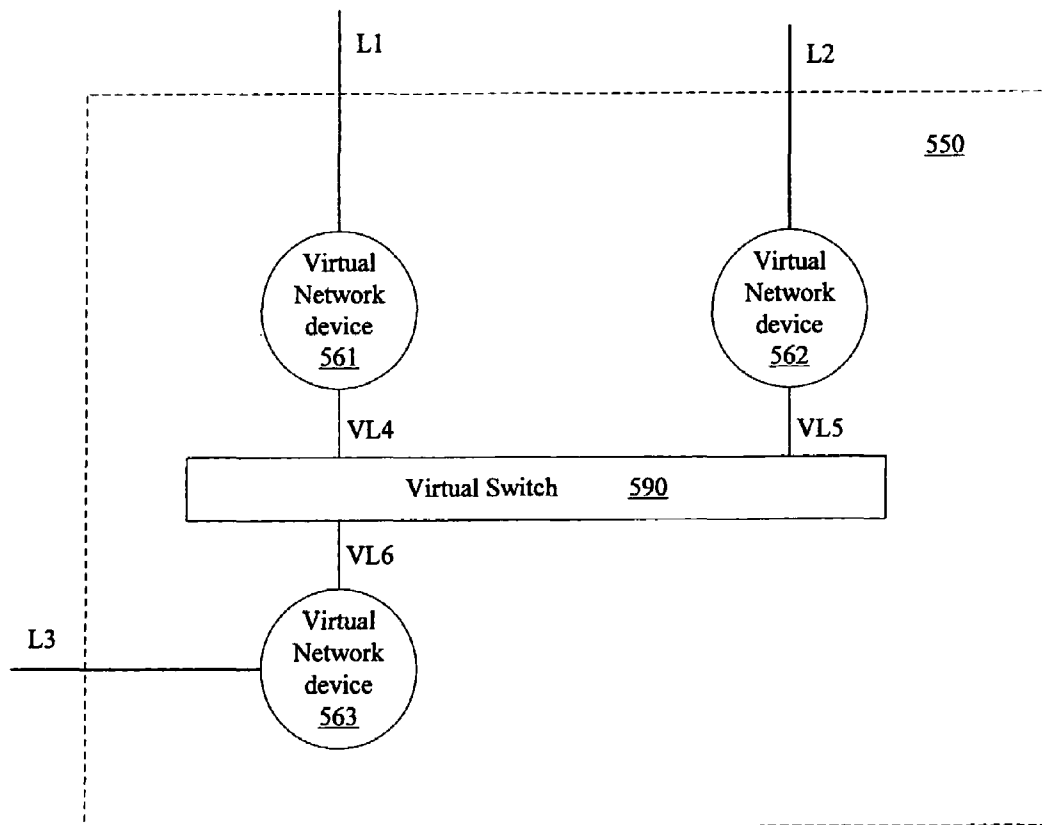 L1
L2
550
Virtual
Network
device
561
Virtual
Network
device
562
VL4
VL5
Virtual Switch 590
VL6
Virtual
Network
device
563
L3